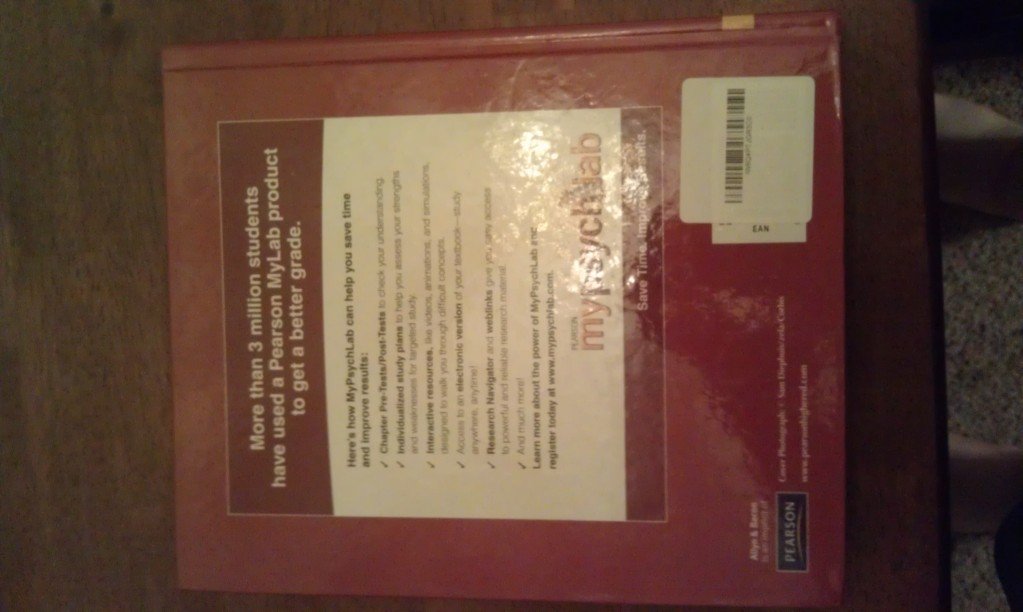 More than 3 million students
have used a Pearson MyLab product
to get a better grade.
Here's how MyPsychLab can help you save time
and improve results:
✓ Chapter Pre-Tests/Post-Tests to check your understanding.
✓ Individualized study plans to help you assess your strengths
and weaknesses for targeted study.
✓ Interactive resources, like videos, animations, and simulations,
designed to walk you through difficult concepts.
✓ Access to an electronic version of your textbook—study
anywhere, anytime!
✓ Research Navigator and weblinks give you easy access
to powerful and reliable research material.
✓ And much more!
Learn more about the power of MyPsychLab and
register today at www.mypsychlab.com.
PEARSON
mypsychlab
Save Time. Improve Results.
EAN
Allyn & Bacon
is an imprint of
PEARSON
Cover Photograph: © Sam Diephuis/zefa/Corbis
www.pearsonhighered.com